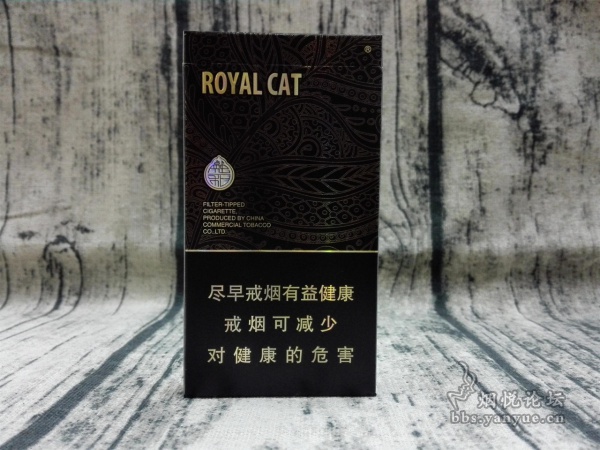 ®
ROYAL CAT
FILTER-TIPPED
CIGARETTE
PRODUCED BY CHINA
COMMERCIAL TOBACCO
CO.,LTD
尽早戒烟有益健康
戒烟可减少
对健康的危害
烟悦论坛
bbs.yanyue.cn